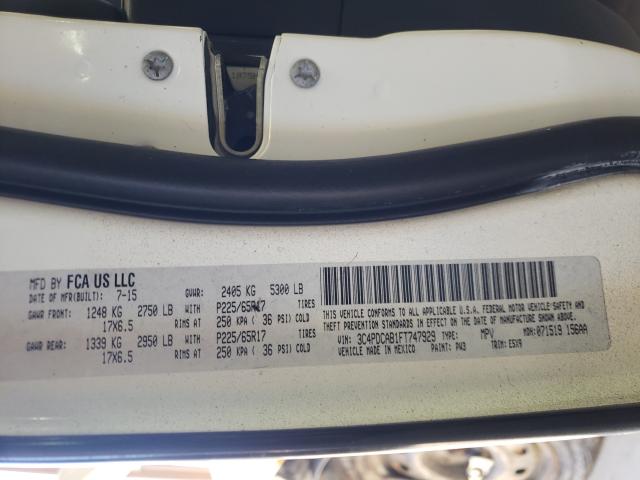 MFD BY FCA US LLC
DATE OF MFR(BUILT): 7-15 GVWR: 2405 KG 5300 LB
GAWR FRONT: 1248 KG 2750 LB WITH P225/65R17 TIRES
17X6.5 RIMS AT 250 KPA ( 36 PSI) COLD
GAWR REAR: 1339 KG 2950 LB WITH P225/65R17 TIRES
17X6.5 RIMS AT 250 KPA ( 36 PSI) COLD
THIS VEHICLE CONFORMS TO ALL APPLICABLE U.S.A. FEDERAL MOTOR VEHICLE SAFETY AND
THEFT PREVENTION STANDARDS IN EFFECT ON THE DATE OF MANUFACTURE SHOWN ABOVE.
VIN: 3C4PDCAB1FT747929 TYPE: MPV MDH: 071519 156AA
VEHICLE MADE IN MEXICO PAINT: PW3 TRIM: ESX9